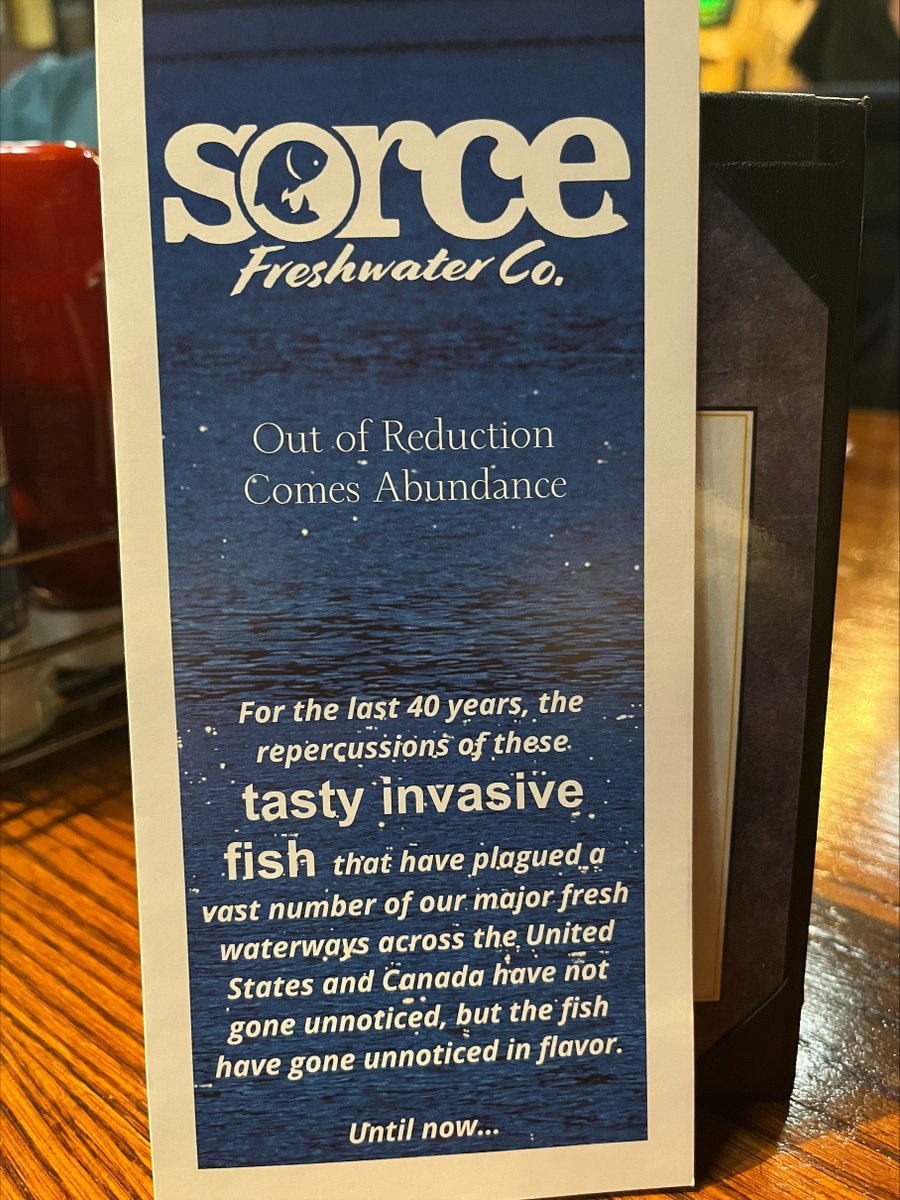 sorce
Freshwater Co.
Out of Reduction
Comes Abundance
For the last 40 years, the
repercussions of these
tasty invasive
fish that have plagued a
vast number of our major fresh
waterways across the United
States and Canada have not
gone unnoticed, but the fish
have gone unnoticed in flavor.
Until now...